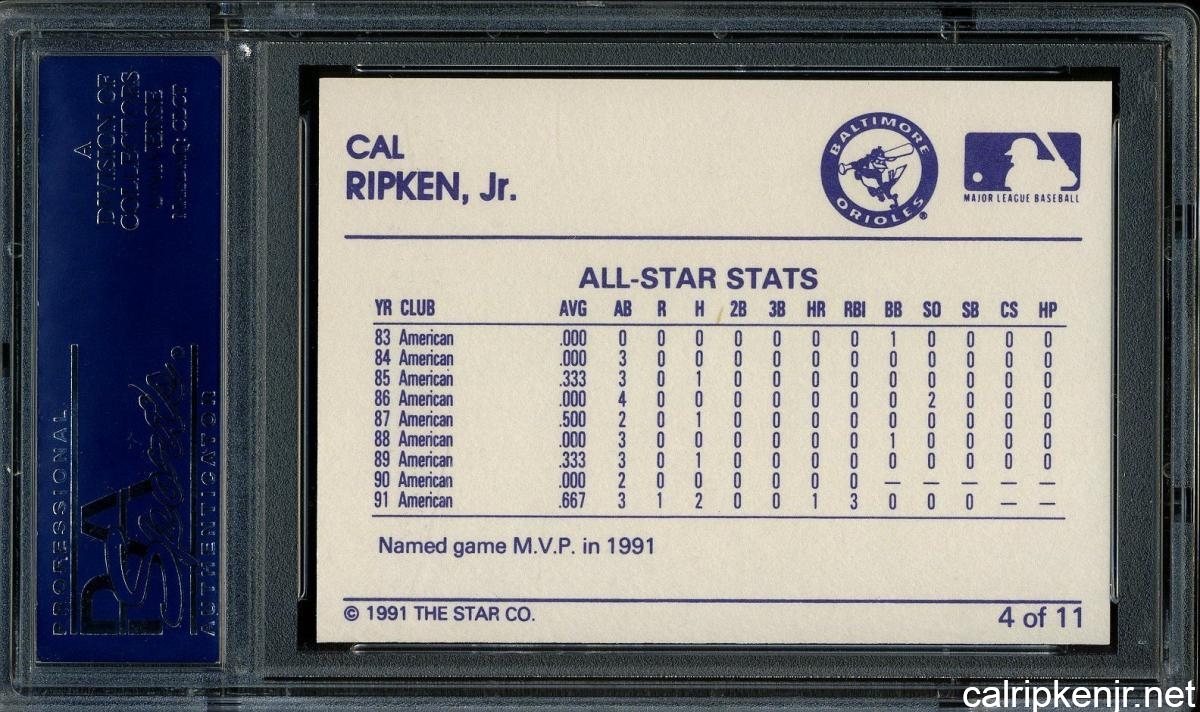 A
DIVISION OF
COLLECTORS
UNIVERSE
NASDAQ: CLCT
PROFESSIONAL
PSA
Sports
AUTHENTICATOR
CAL
RIPKEN, Jr.
BALTIMORE
ORIOLES®
MAJOR LEAGUE BASEBALL
ALL-STAR STATS
YR CLUB AVG AB R H 2B 3B HR RBI BB SO SB CS HP
83 American .000 0 0 0 0 0 0 0 1 0 0 0 0
84 American .000 3 0 0 0 0 0 0 0 0 0 0 0
85 American .333 3 0 1 0 0 0 0 0 0 0 0 0
86 American .000 4 0 0 0 0 0 0 0 2 0 0 0
87 American .500 2 0 1 0 0 0 0 0 0 0 0 0
88 American .000 3 0 0 0 0 0 0 1 0 0 0 0
89 American .333 3 0 1 0 0 0 0 0 0 0 0 0
90 American .000 2 0 0 0 0 0 0 — — — — —
91 American .667 3 1 2 0 0 1 3 0 0 0 — —
Named game M.V.P. in 1991
© 1991 THE STAR CO.
4 of 11
calripkenjr.net